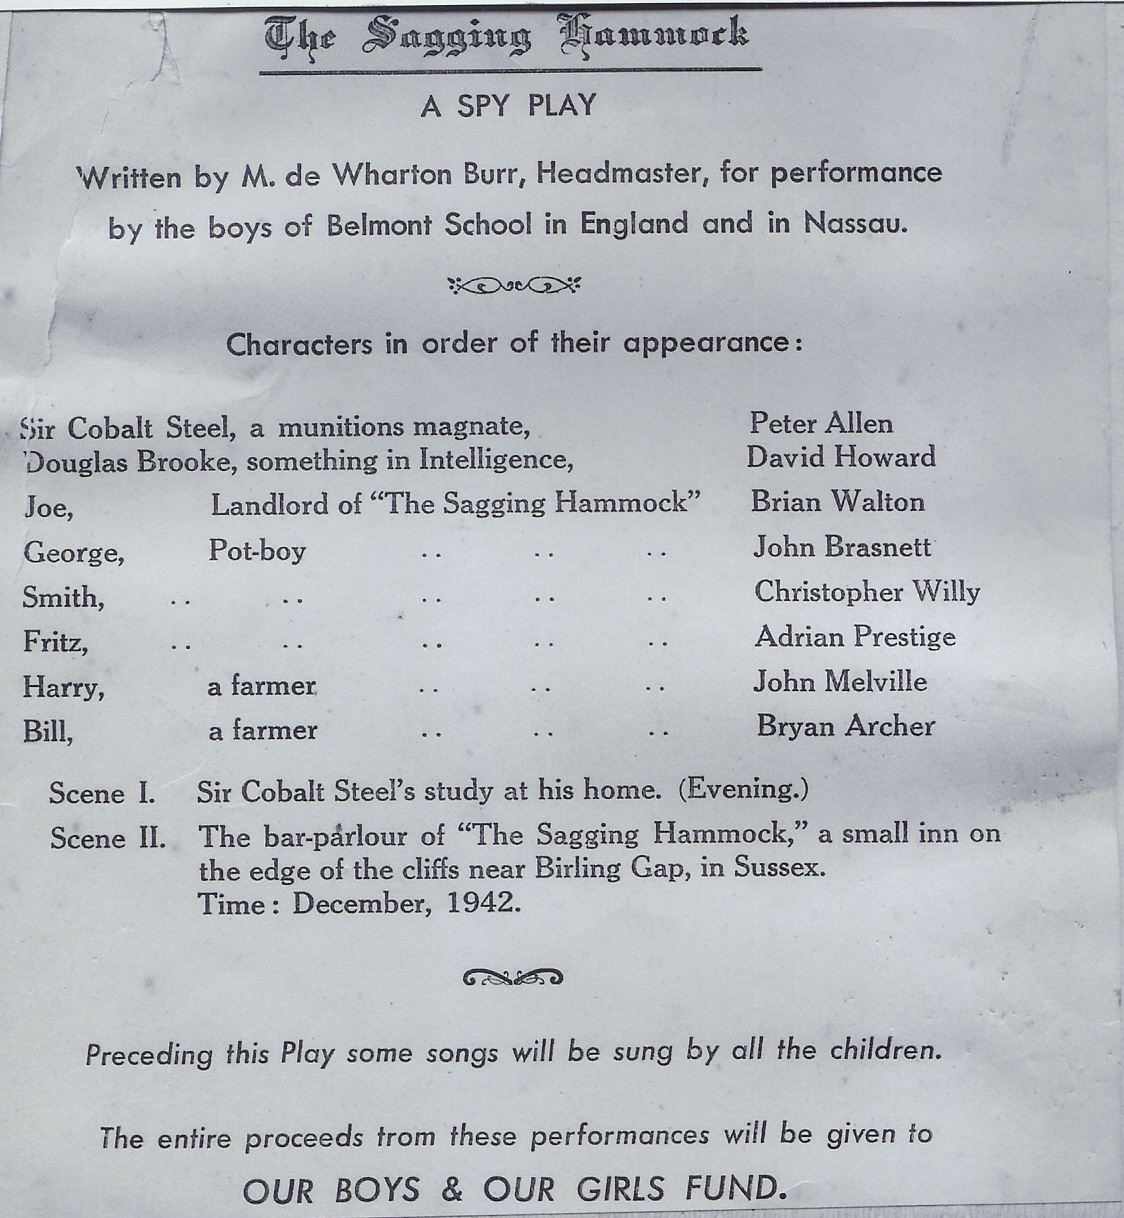 The Sagging Hammock
A SPY PLAY
Written by M. de Wharton Burr, Headmaster, for performance
by the boys of Belmont School in England and in Nassau.
Characters in order of their appearance:
Sir Cobalt Steel, a munitions magnate, Peter Allen
Douglas Brooke, something in Intelligence, David Howard
Joe, Landlord of "The Sagging Hammock" Brian Walton
George, Pot-boy .. .. .. John Brasnett
Smith, .. .. .. .. .. Christopher Willy
Fritz, .. .. .. .. .. Adrian Prestige
Harry, a farmer .. .. .. John Melville
Bill, a farmer .. .. .. Bryan Archer
Scene I. Sir Cobalt Steel's study at his home. (Evening.)
Scene II. The bar-parlour of "The Sagging Hammock," a small inn on
the edge of the cliffs near Birling Gap, in Sussex.
Time: December, 1942.
Preceding this Play some songs will be sung by all the children.
The entire proceeds from these performances will be given to
OUR BOYS & OUR GIRLS FUND.